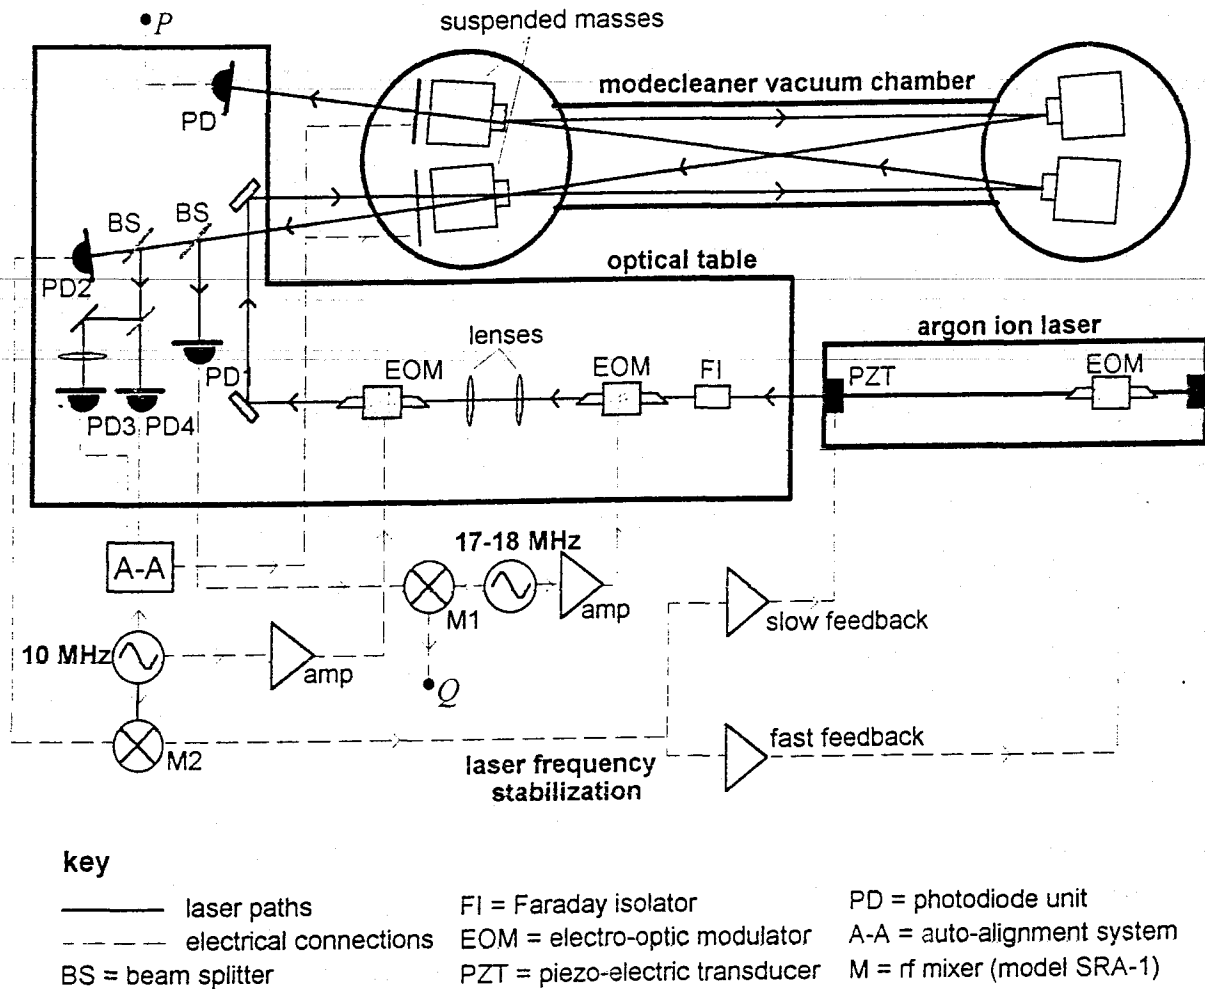 P
suspended masses
modecleaner vacuum chamber
PD
BS
BS
PD2
optical table
argon ion laser
lenses
PD1
EOM
EOM
FI
PZT
EOM
PD3
PD4
17-18 MHz
A-A
amp
M1
slow feedback
10 MHz
amp
Q
M2
fast feedback
laser frequency
stabilization
key
laser paths
FI = Faraday isolator
PD = photodiode unit
electrical connections
EOM = electro-optic modulator
A-A = auto-alignment system
BS = beam splitter
PZT = piezo-electric transducer
M = rf mixer (model SRA-1)